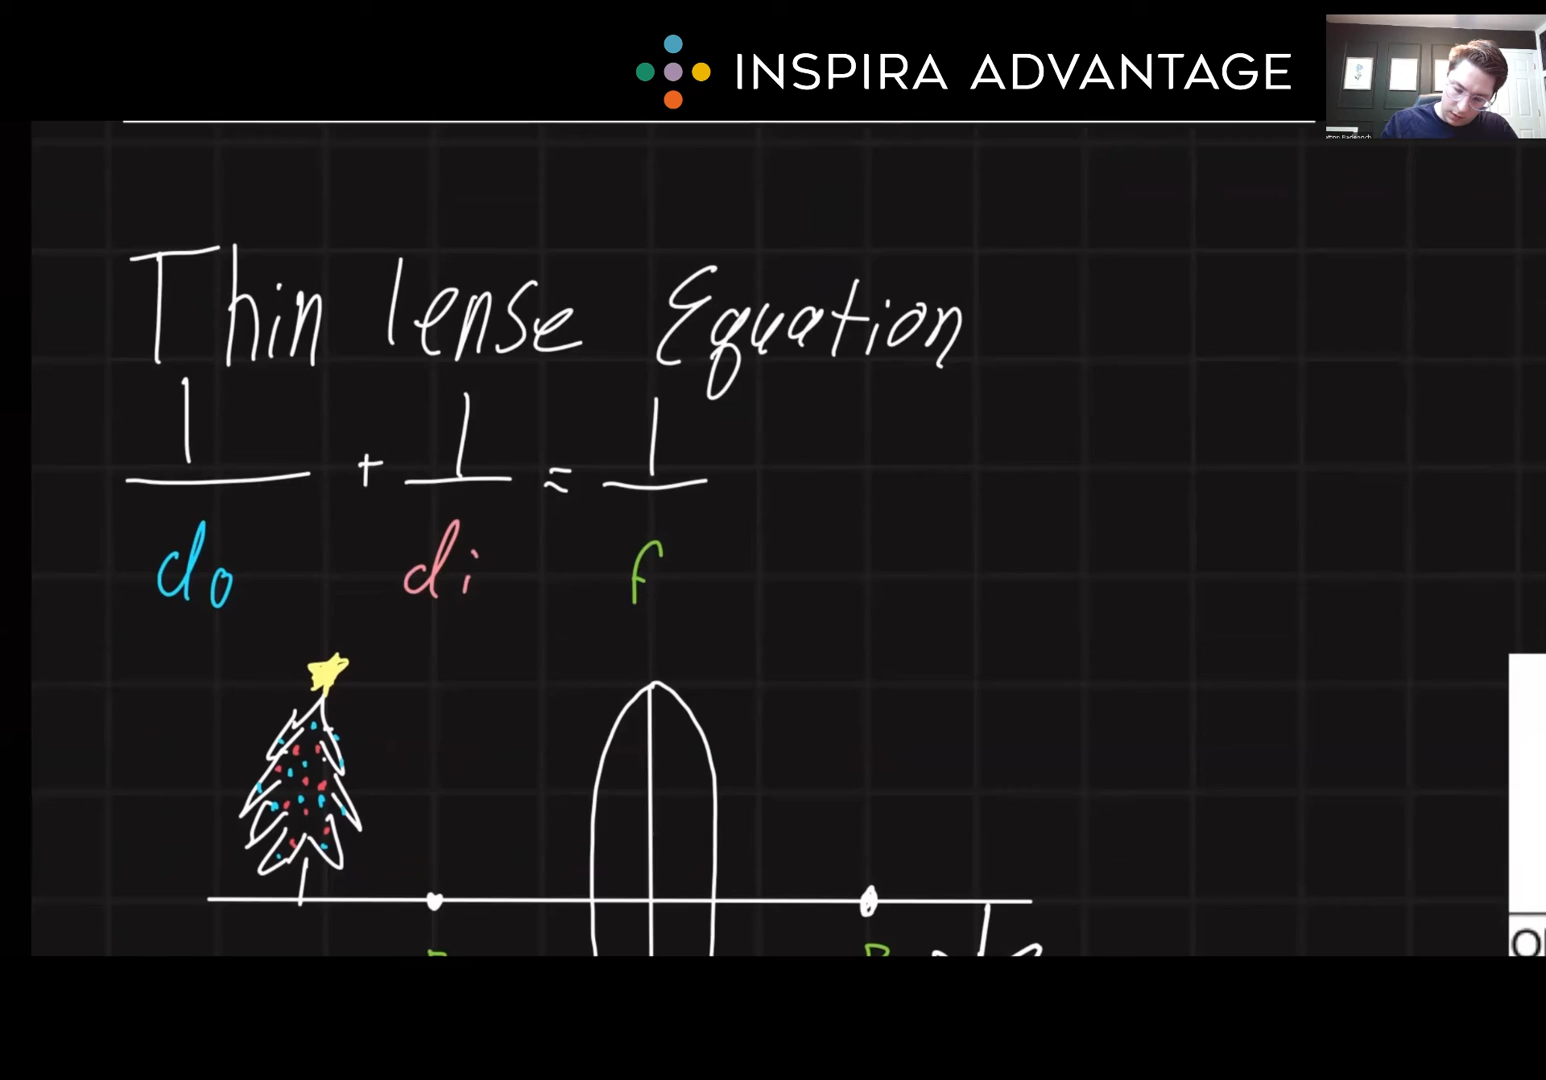 INSPIRA ADVANTAGE
Thin lense Equation
1/do + 1/di = 1/f